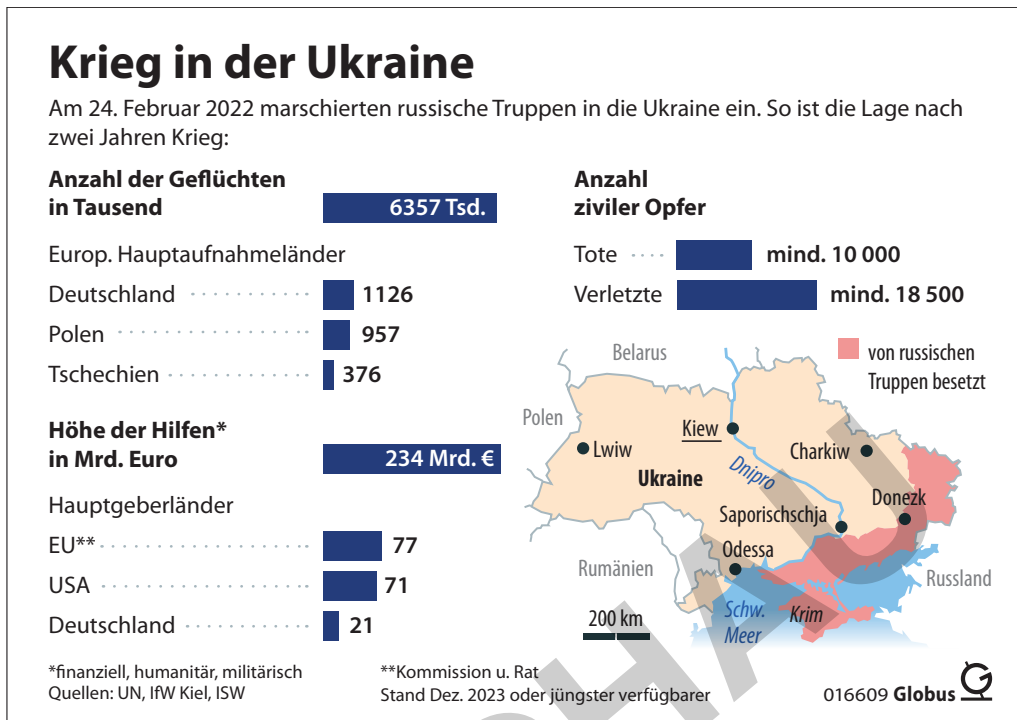 Krieg in der Ukraine
Am 24. Februar 2022 marschierten russische Truppen in die Ukraine ein. So ist die Lage nach
zwei Jahren Krieg:
Anzahl der Geflüchten
in Tausend
6357 Tsd.
Europ. Hauptaufnahmeländer
Deutschland 1126
Polen 957
Tschechien 376
Höhe der Hilfen*
in Mrd. Euro
234 Mrd. €
Hauptgeberländer
EU** 77
USA 71
Deutschland 21
Anzahl
ziviler Opfer
Tote mind. 10 000
Verletzte mind. 18 500
von russischen
Truppen besetzt
Belarus
Polen
Kiew
Lwiw
Charkiw
Dnipro
Ukraine
Donezk
Saporischschja
Odessa
Rumänien
Russland
Schw.
Meer
Krim
200 km
*finanziell, humanitär, militärisch
Quellen: UN, IfW Kiel, ISW
**Kommission u. Rat
Stand Dez. 2023 oder jüngster verfügbarer
016609 Globus
HAU